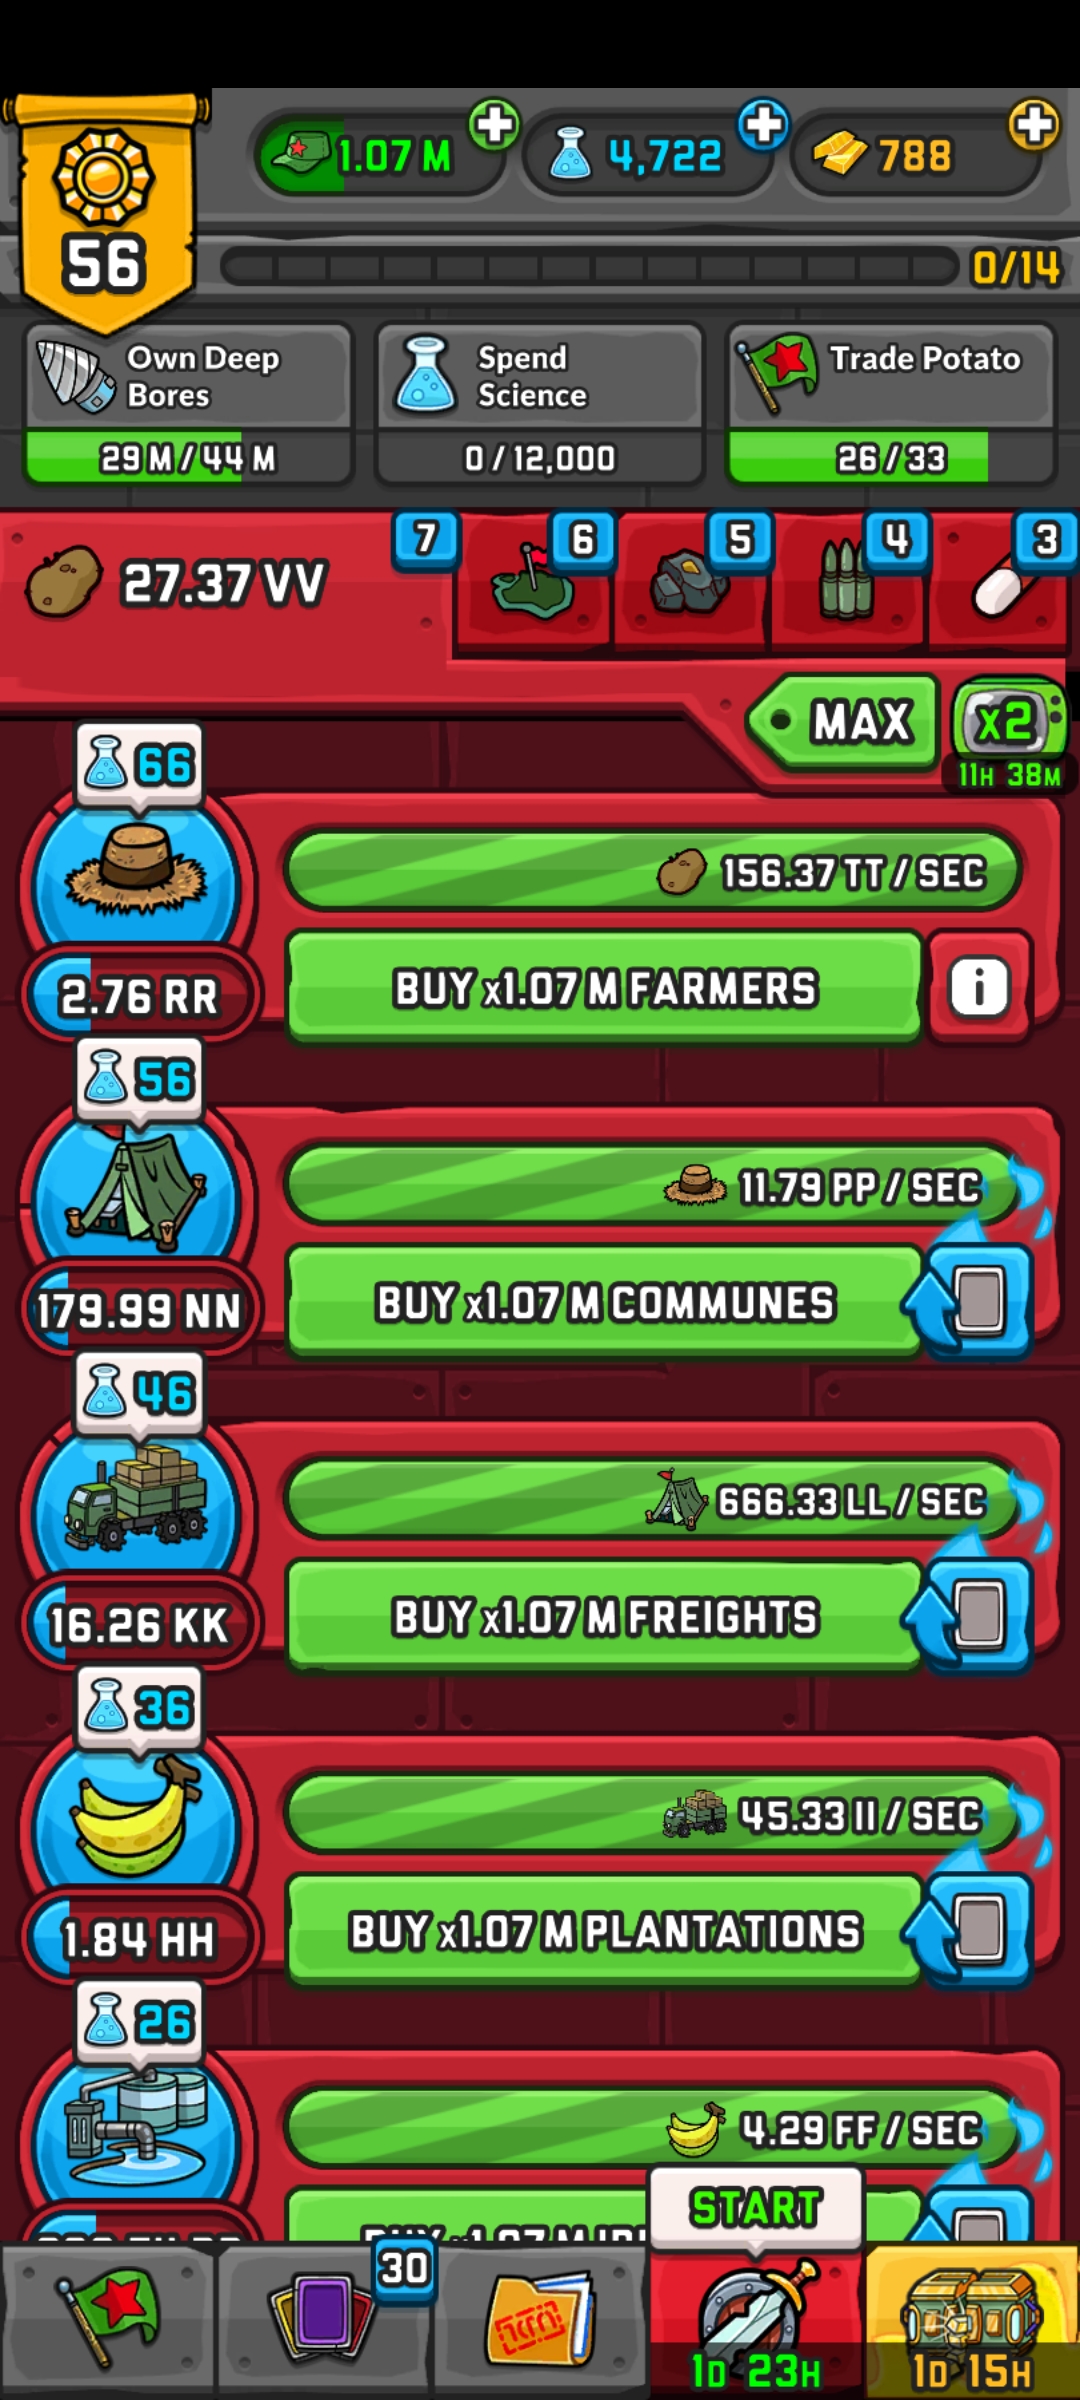 1.07 M
4,722
788
56
0/14
Own Deep
Bores
Spend
Science
Trade Potato
29 M / 44 M
0 / 12,000
26 / 33
27.37 VV
7
6
5
4
3
MAX
x2
11H 38M
66
156.37 TT / SEC
2.76 RR
BUY x1.07 M FARMERS
i
56
11.79 PP / SEC
179.99 NN
BUY x1.07 M COMMUNES
46
666.33 LL / SEC
16.26 KK
BUY x1.07 M FREIGHTS
36
45.33 II / SEC
1.84 HH
BUY x1.07 M PLANTATIONS
26
4.29 FF / SEC
START
30
1D 23H
1D 15H